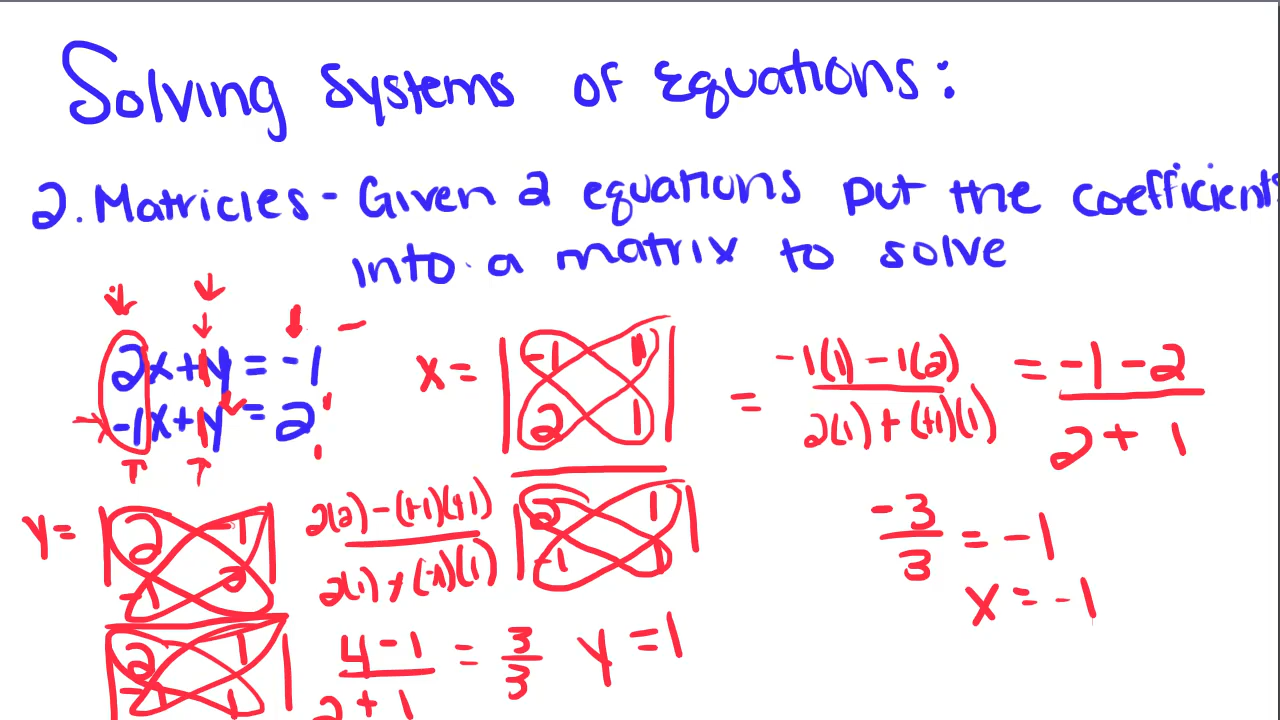 Solving Systems of Equations:
2. Matricles - Given 2 equations put the coefficients
into a matrix to solve
2x+1y = -1
-1x+1y = 2
x =
-1 1
2 1
2 1
-1 1
= -1(1) - 1(2)
2(1) + (+1)(1)
= -1 - 2
2 + 1
-3
3
= -1
x = -1
y =
2 -1
-1 2
2 1
-1 1
2(2) - (+1)(+1)
2(1) + (-1)(1)
4 - 1
2 + 1
= 3
3
y = 1